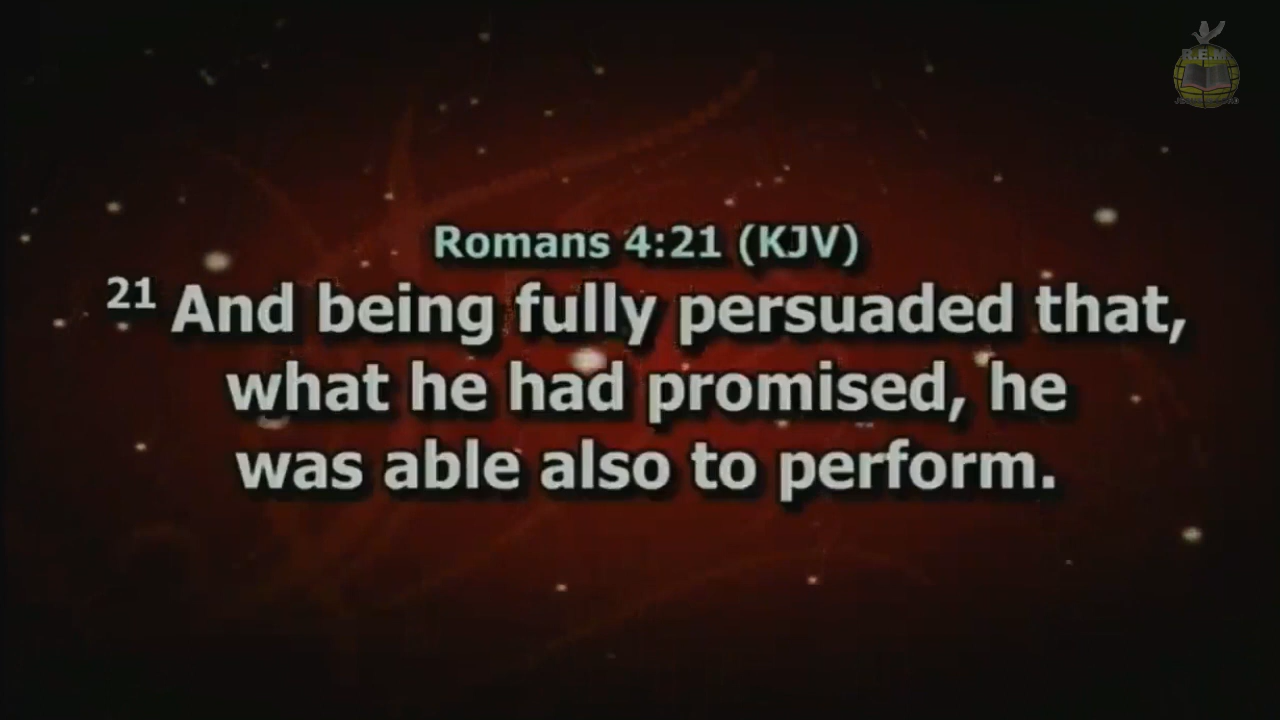 R.E.M
Romans 4:21 (KJV)
21 And being fully persuaded that,
what he had promised, he
was able also to perform.